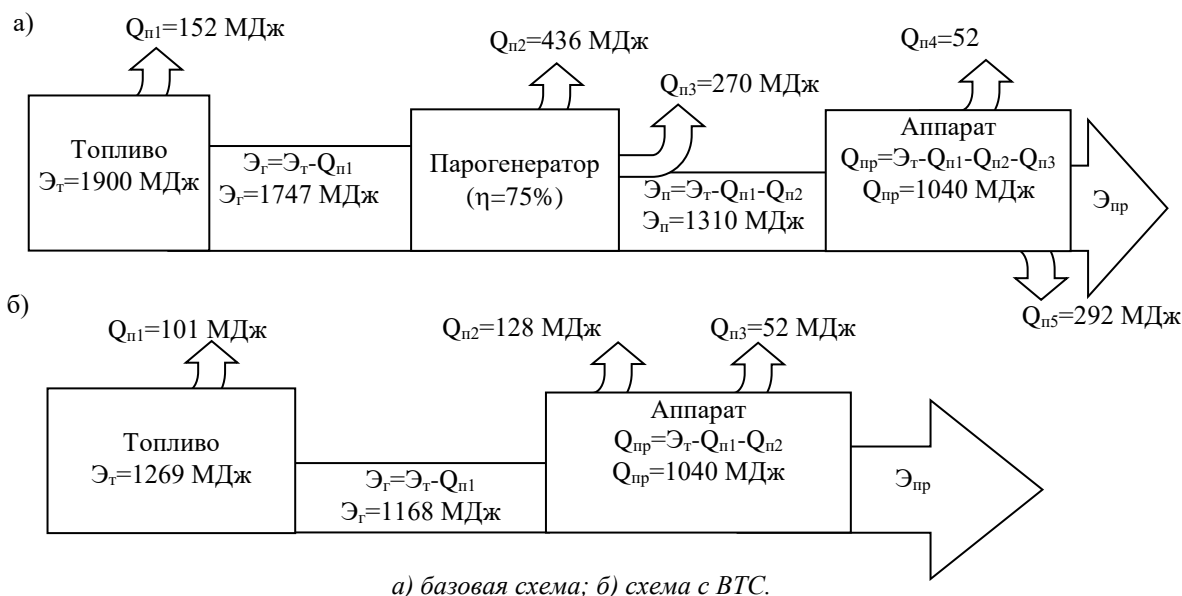 а)
Qп1=152 МДж
Qп2=436 МДж
Qп4=52
Qп3=270 МДж
Топливо
Эт=1900 МДж
Эг=Эт-Qп1
Эг=1747 МДж
Парогенератор
(η=75%)
Эп=Эт-Qп1-Qп2
Эп=1310 МДж
Аппарат
Qпр=Эт-Qп1-Qп2-Qп3
Qпр=1040 МДж
Эпр
Qп5=292 МДж
б)
Qп1=101 МДж
Qп2=128 МДж
Qп3=52 МДж
Топливо
Эт=1269 МДж
Эг=Эт-Qп1
Эг=1168 МДж
Аппарат
Qпр=Эт-Qп1-Qп2
Qпр=1040 МДж
Эпр
а) базовая схема; б) схема с ВТС.